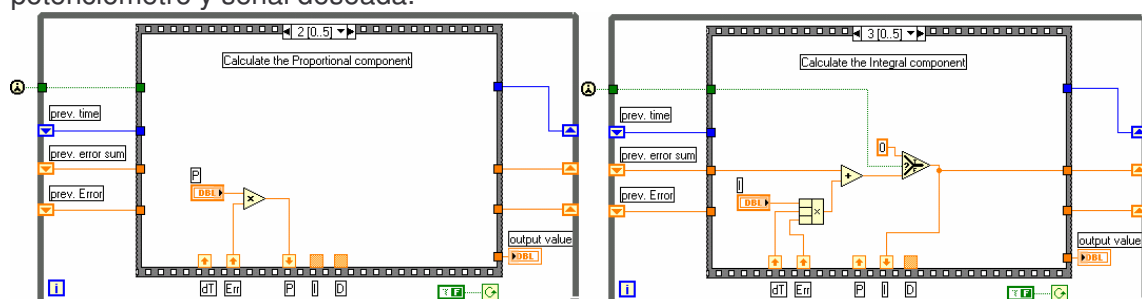 potenciómetro y señal deseada.
2 [0..5]
Calculate the Proportional component
prev. time
prev. error sum
prev. Error
P
DBL
×
output value
DBL
dT Err P I D
i
T F
3 [0..5]
Calculate the Integral component
prev. time
prev. error sum
prev. Error
0
?
+
I
DBL
×
output value
DBL
dT Err P I D
i
T F